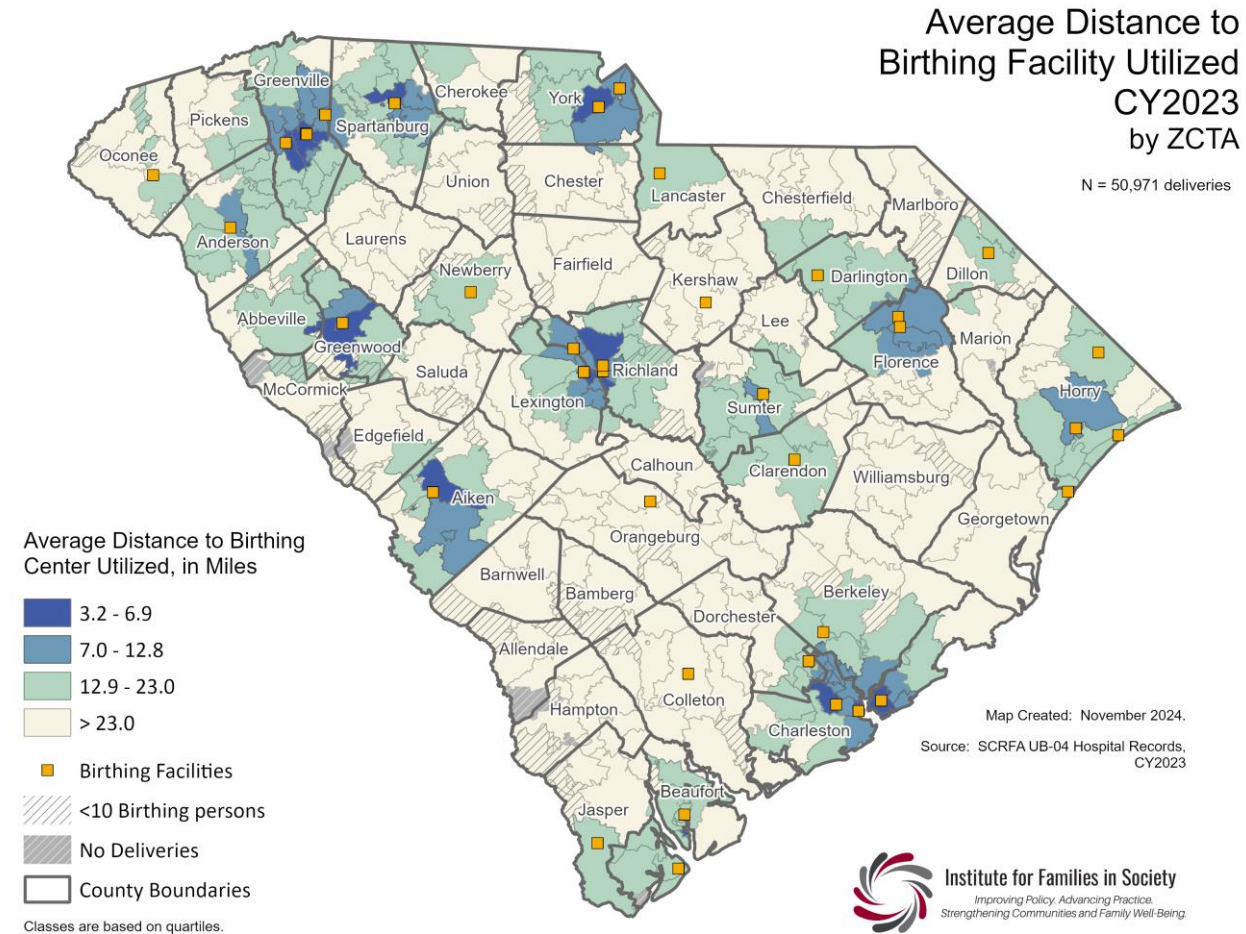 Average Distance to
Birthing Facility Utilized
CY2023
by ZCTA
N = 50,971 deliveries
Greenville
Cherokee
York
Pickens
Spartanburg
Oconee
Union
Chester
Lancaster
Chesterfield
Marlboro
Anderson
Laurens
Newberry
Fairfield
Kershaw
Darlington
Dillon
Abbeville
Lee
Greenwood
Marion
Florence
McCormick
Saluda
Richland
Lexington
Sumter
Horry
Edgefield
Calhoun
Clarendon
Williamsburg
Aiken
Orangeburg
Georgetown
Barnwell
Bamberg
Berkeley
Dorchester
Allendale
Hampton
Colleton
Charleston
Beaufort
Jasper
Average Distance to Birthing
Center Utilized, in Miles
3.2 - 6.9
7.0 - 12.8
12.9 - 23.0
> 23.0
Birthing Facilities
<10 Birthing persons
No Deliveries
County Boundaries
Classes are based on quartiles.
Map Created: November 2024.
Source: SCRFA UB-04 Hospital Records,
CY2023
Institute for Families in Society
Improving Policy. Advancing Practice.
Strengthening Communities and Family Well-Being.